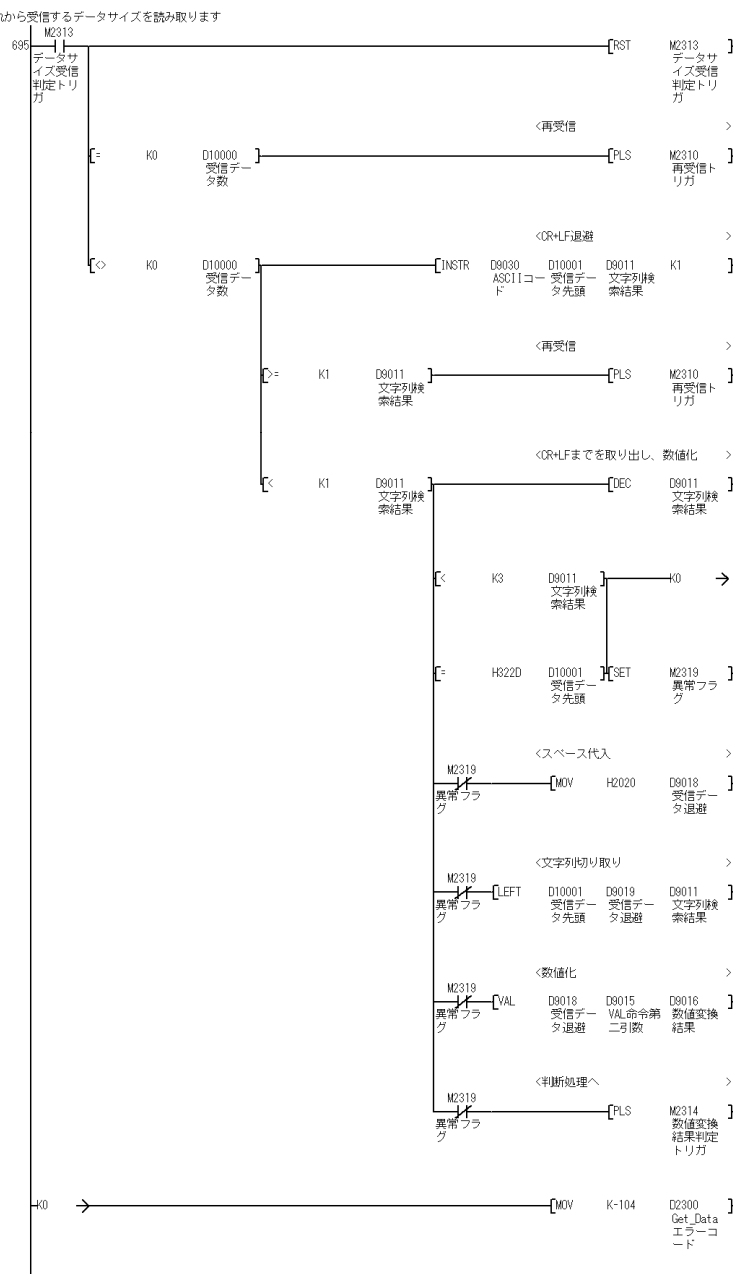 れから受信するデータサイズを読み取ります
M2313
695 [RST M2313 ]
データサイズ受信判定トリガ データサイズ受信判定トリガ
<再受信 >
[= K0 D10000 ] [PLS M2310 ]
受信データ数 再受信トリガ
<CR+LF退避 >
[<> K0 D10000 ] [INSTR D9030 D10001 D9011 K1 ]
受信データ数 ASCIIコード 受信データ先頭 文字列検索結果
<再受信 >
[>= K1 D9011 ] [PLS M2310 ]
文字列検索結果 再受信トリガ
<CR+LFまでを取り出し、数値化 >
[< K1 D9011 ] [DEC D9011 ]
文字列検索結果 文字列検索結果
[< K3 D9011 ] K0
文字列検索結果
[= H322D D10001 ] [SET M2319 ]
受信データ先頭 異常フラグ
<スペース代入 >
M2319
[MOV H2020 D9018 ]
異常フラグ 受信データ退避
<文字列切り取り >
M2319
[LEFT D10001 D9019 D9011 ]
異常フラグ 受信データ先頭 受信データ退避 文字列検索結果
<数値化 >
M2319
[VAL D9018 D9015 D9016 ]
異常フラグ 受信データ退避 VAL命令第二引数 数値変換結果
<判断処理へ >
M2319
[PLS M2314 ]
異常フラグ 数値変換結果判定トリガ
K0 [MOV K-104 D2300 ]
Get_Dataエラーコード